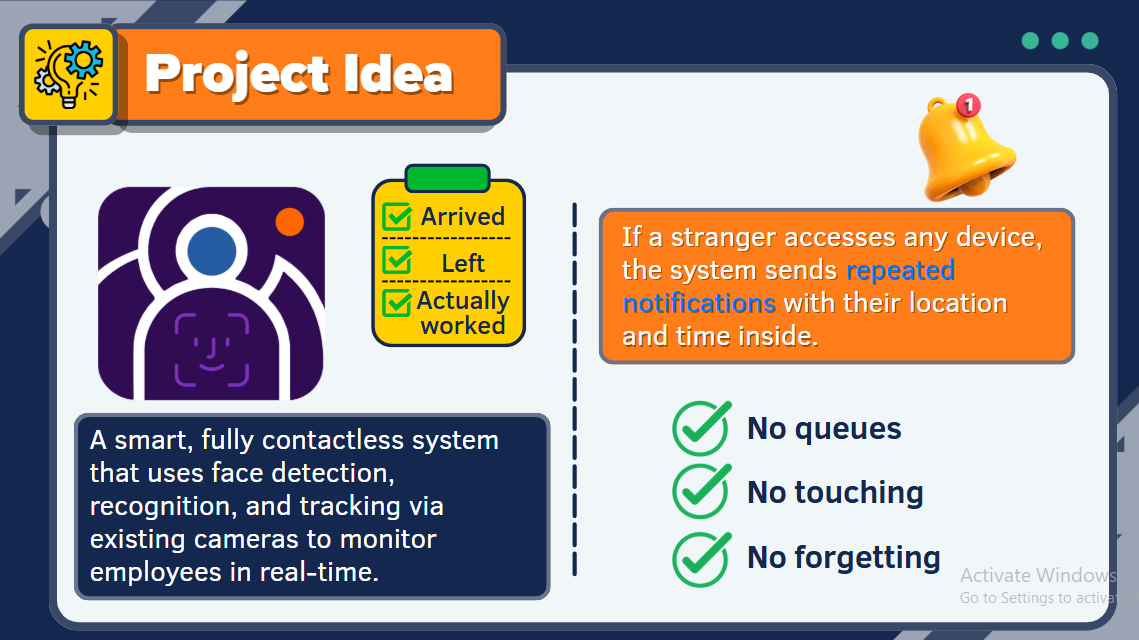 Project Idea
1
Arrived
Left
Actually
worked
A smart, fully contactless system
that uses face detection,
recognition, and tracking via
existing cameras to monitor
employees in real-time.
If a stranger accesses any device,
the system sends repeated
notifications with their location
and time inside.
No queues
No touching
No forgetting
Activate Windows
Go to Settings to activate